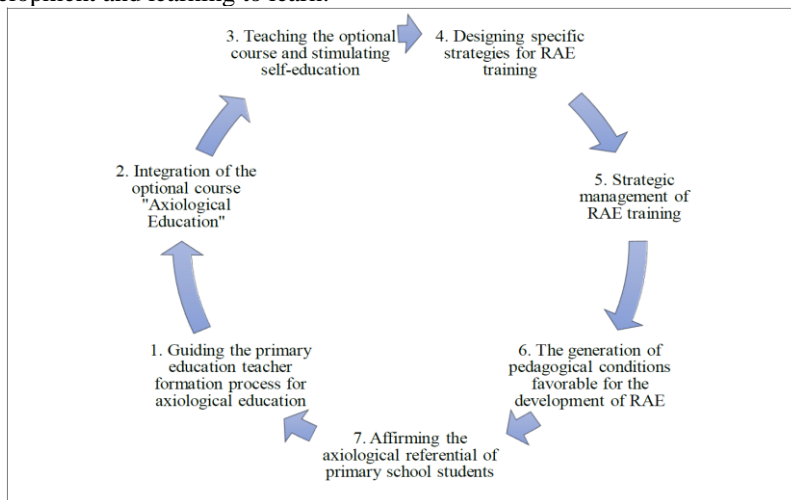 3. Teaching the optional
course and stimulating
self-education
4. Designing specific
strategies for RAE
training
2. Integration of the
optional course
"Axiological
Education"
5. Strategic
management of
RAE training
1. Guiding the primary
education teacher
formation process for
axiological education
6. The generation of
pedagogical conditions
favorable for the
development of RAE
7. Affirming the
axiological referential of
primary school students